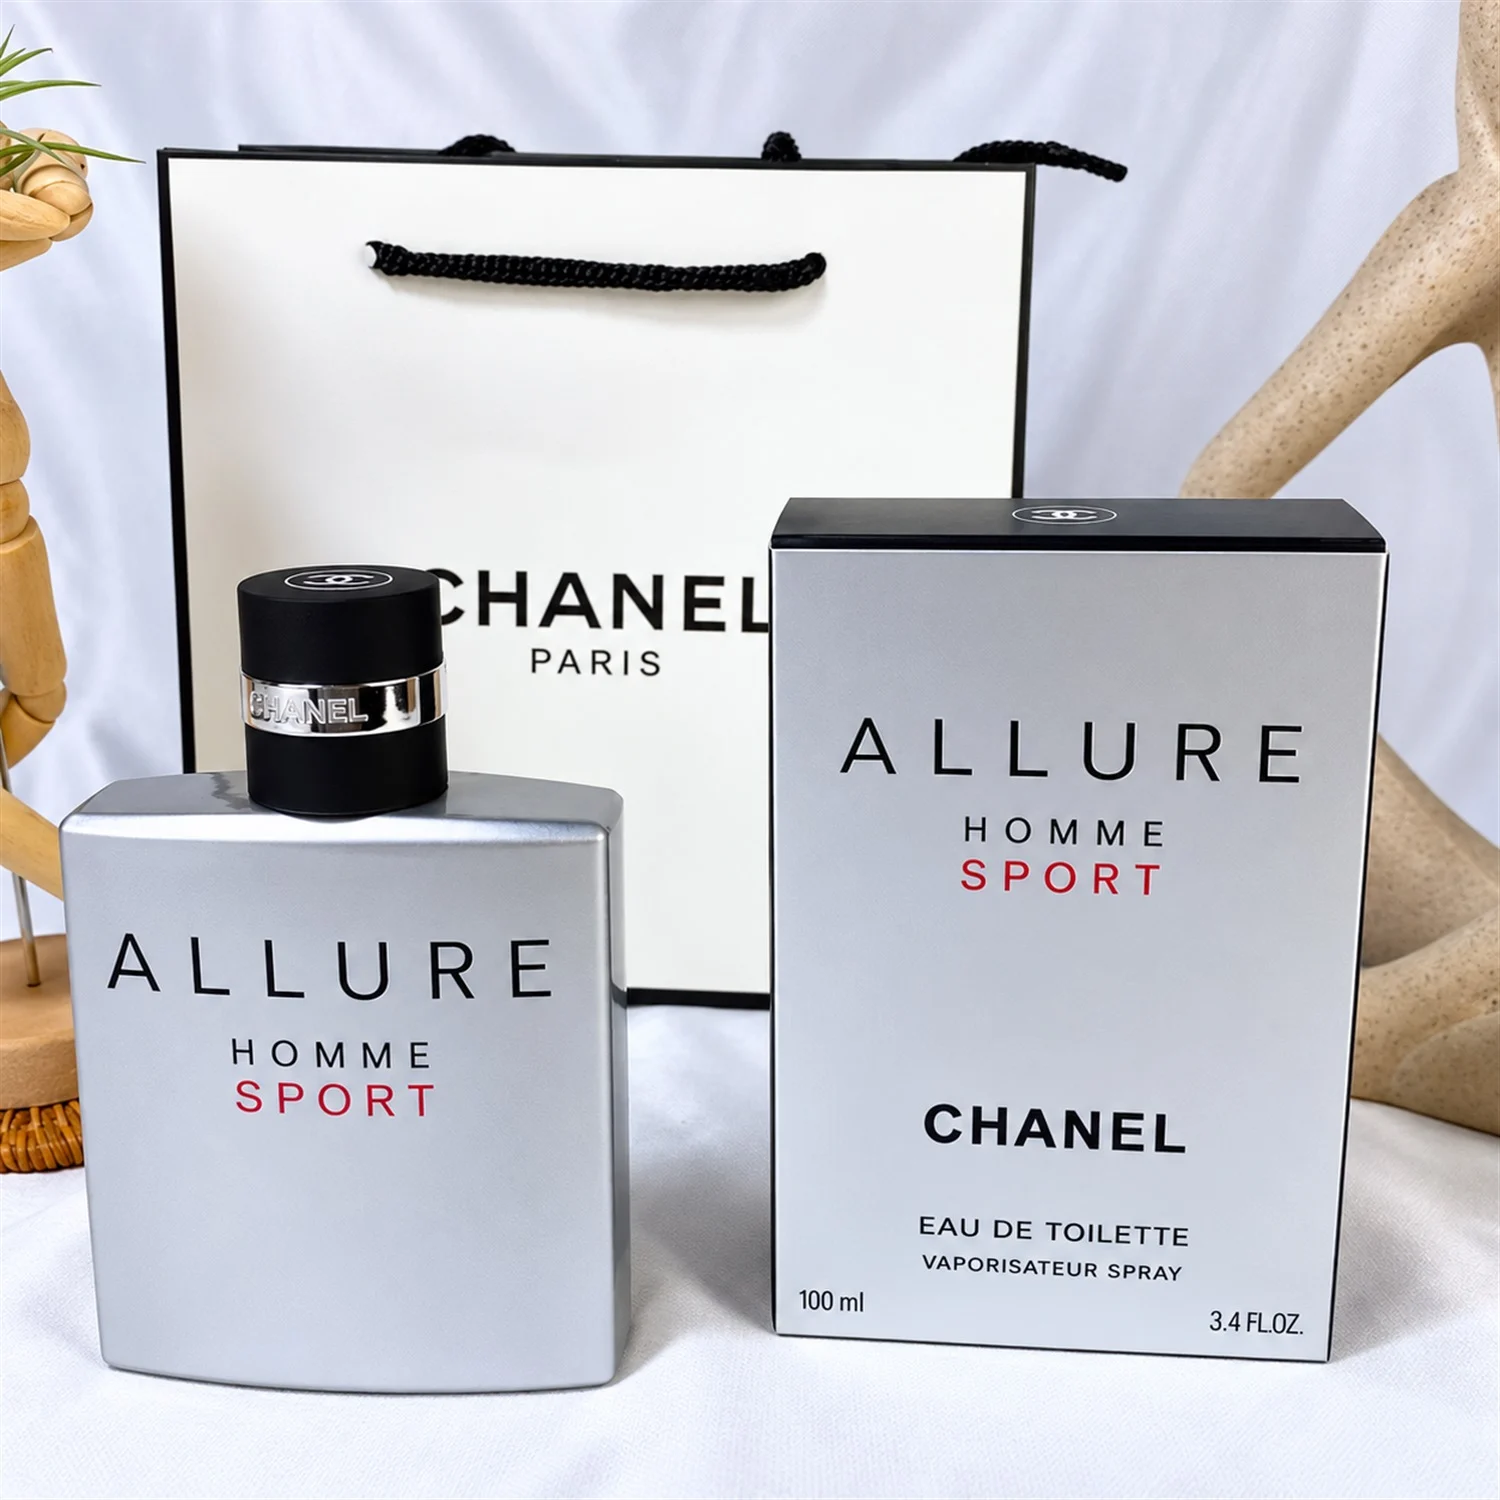 CHANEL
PARIS
CHANEL
ALLURE
HOMME
SPORT
ALLURE
HOMME
SPORT
CHANEL
EAU DE TOILETTE
VAPORISATEUR SPRAY
100 ml
3.4 FL.OZ.